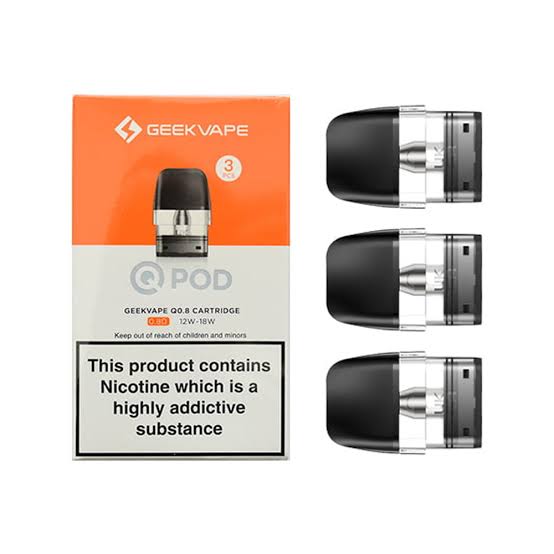 GEEKVAPE
3
PCS
Q POD
GEEKVAPE Q0.8 CARTRIDGE
0.8Ω 12W-18W
Keep out of reach of children and minors
This product contains
Nicotine which is a
highly addictive
substance